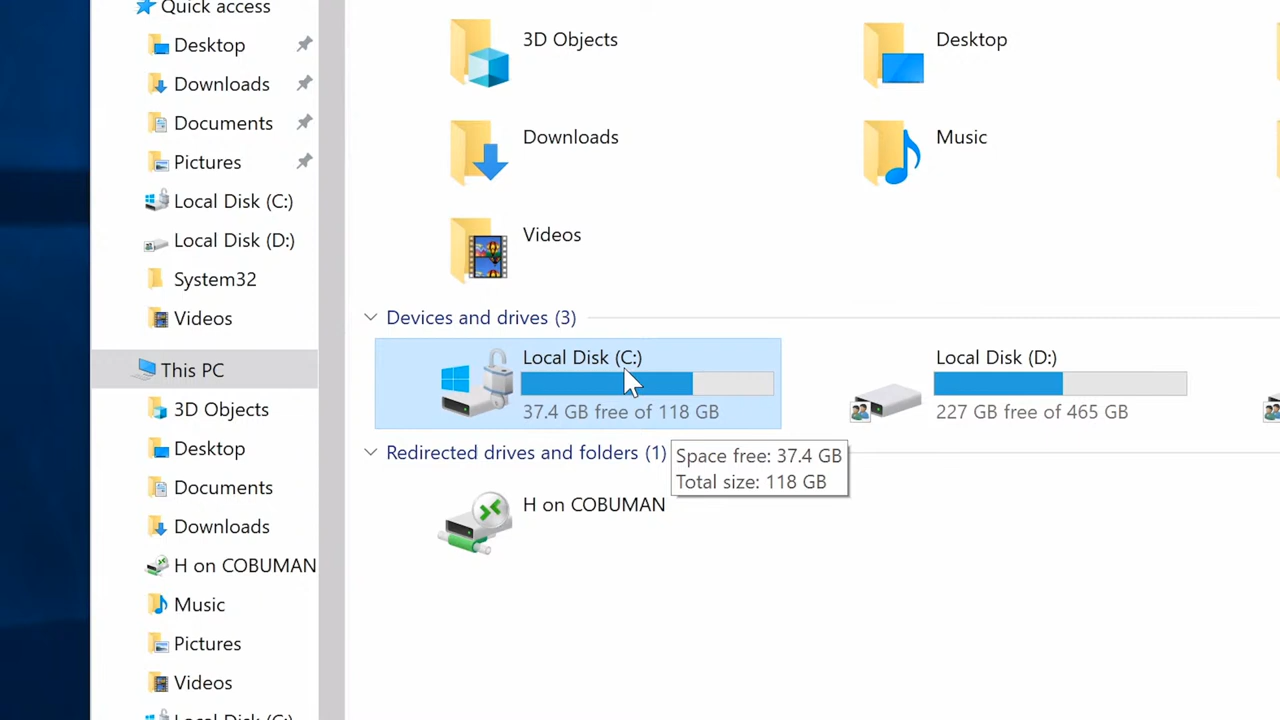 Quick access
Desktop
Downloads
Documents
Pictures
Local Disk (C:)
Local Disk (D:)
System32
Videos
This PC
3D Objects
Desktop
Documents
Downloads
H on COBUMAN
Music
Pictures
Videos
Local Disk (C:)
3D Objects
Desktop
Downloads
Music
Videos
Devices and drives (3)
Local Disk (C:)
37.4 GB free of 118 GB
Local Disk (D:)
227 GB free of 465 GB
Space free: 37.4 GB
Total size: 118 GB
Redirected drives and folders (1)
H on COBUMAN